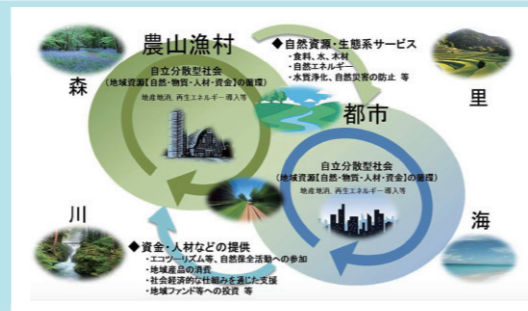 農山漁村
森
自立分散型社会
(地域資源【自然・物質・人材・資金】の循環)
地産地消、再生エネルギー導入等
◆自然資源・生態系サービス
・食料、水、木材
・自然エネルギー
・水質浄化、自然災害の防止 等
里
都市
自立分散型社会
(地域資源【自然・物質・人材・資金】の循環)
地産地消、再生エネルギー導入等
川
◆資金・人材などの提供
・エコツーリズム等、自然保全活動への参加
・地域産品の消費
・社会経済的な仕組みを通じた支援
・地域ファンド等への投資 等
海